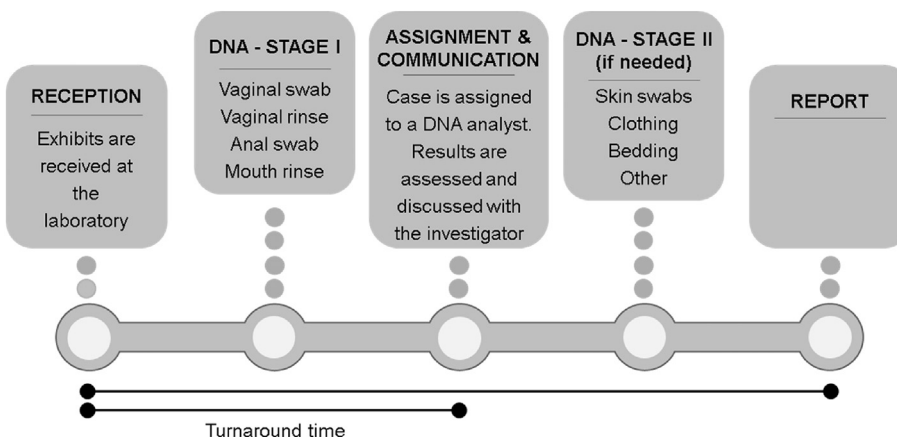 RECEPTION
Exhibits are
received at
the
laboratory
DNA - STAGE I
Vaginal swab
Vaginal rinse
Anal swab
Mouth rinse
ASSIGNMENT &
COMMUNICATION
Case is assigned
to a DNA analyst.
Results are
assessed and
discussed with
the investigator
DNA - STAGE II
(if needed)
Skin swabs
Clothing
Bedding
Other
REPORT
Turnaround time